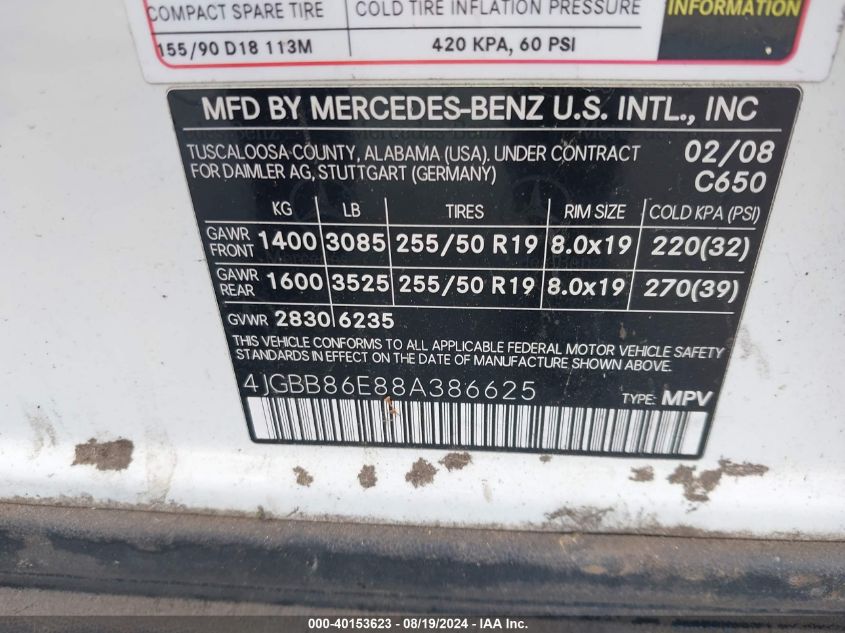 COMPACT SPARE TIRE COLD TIRE INFLATION PRESSURE INFORMATION
155/90 D18 113M 420 KPA, 60 PSI
MFD BY MERCEDES-BENZ U.S. INTL., INC
TUSCALOOSA COUNTY, ALABAMA (USA). UNDER CONTRACT 02/08
FOR DAIMLER AG, STUTTGART (GERMANY) C650
KG LB TIRES RIM SIZE COLD KPA (PSI)
GAWR FRONT 1400 3085 255/50 R19 8.0x19 220(32)
GAWR REAR 1600 3525 255/50 R19 8.0x19 270(39)
GVWR 2830 6235
THIS VEHICLE CONFORMS TO ALL APPLICABLE FEDERAL MOTOR VEHICLE SAFETY
STANDARDS IN EFFECT ON THE DATE OF MANUFACTURE SHOWN ABOVE.
4JGBB86E88A386625 TYPE: MPV
000-40153623 - 08/19/2024 - IAA Inc.